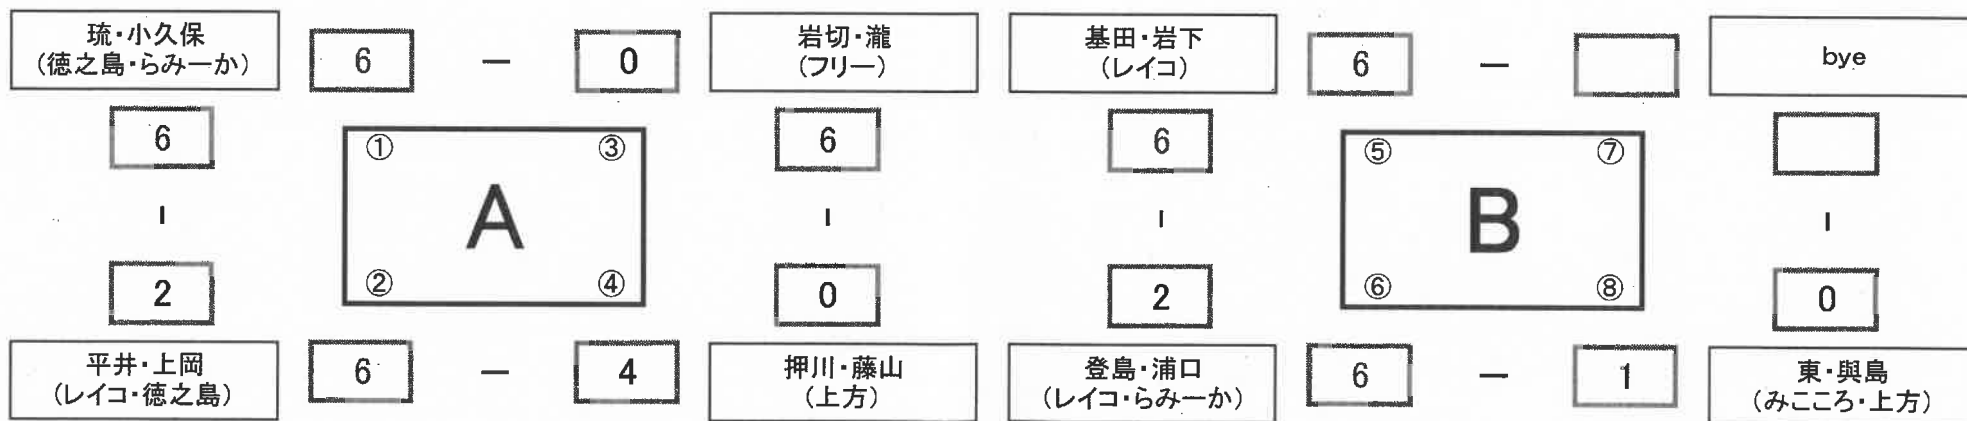 琉・小久保
(徳之島・らみーか)
6 － 0
岩切・瀧
(フリー)
基田・岩下
(レイコ)
6 －
bye
6
－
2
① ③
A
② ④
6
－
0
6
－
2
⑤ ⑦
B
⑥ ⑧
－
0
平井・上岡
(レイコ・徳之島)
6 － 4
押川・藤山
(上方)
登島・浦口
(レイコ・らみーか)
6 － 1
東・與島
(みこころ・上方)